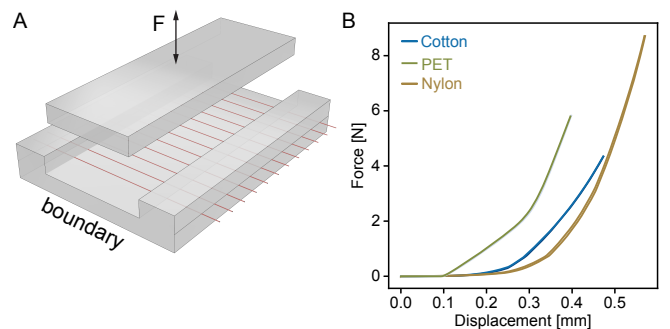 A
F
boundary
B
Cotton
PET
Nylon
Force [N]
8
6
4
2
0
0.0 0.1 0.2 0.3 0.4 0.5
Displacement [mm]